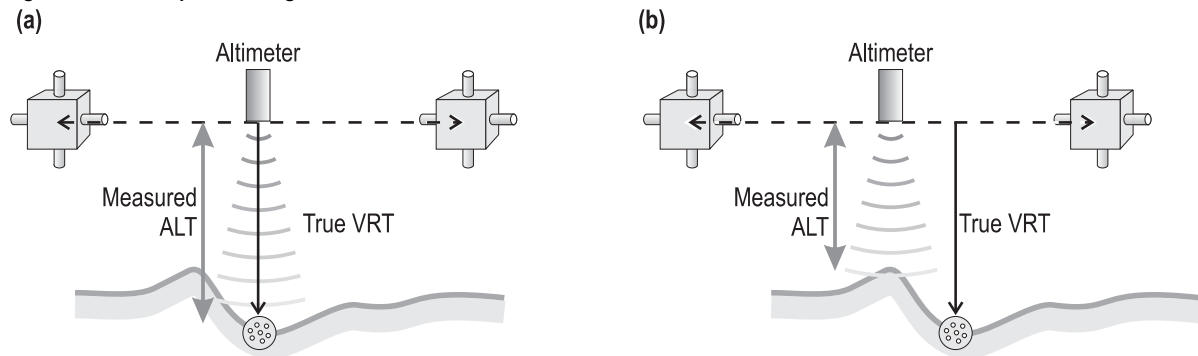 (a)
Altimeter
Measured
ALT
True VRT
(b)
Altimeter
Measured
ALT
True VRT